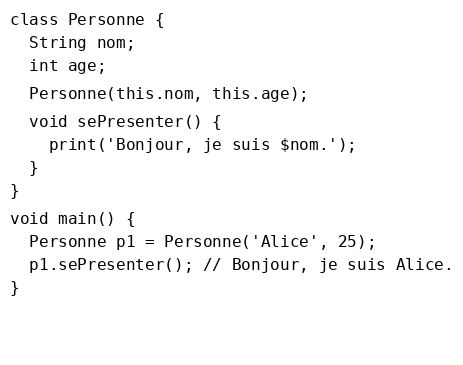 class Personne {
  String nom;
  int age;
  Personne(this.nom, this.age);
  void sePresenter() {
    print('Bonjour, je suis $nom.');
  }
}
void main() {
  Personne p1 = Personne('Alice', 25);
  p1.sePresenter(); // Bonjour, je suis Alice.
}